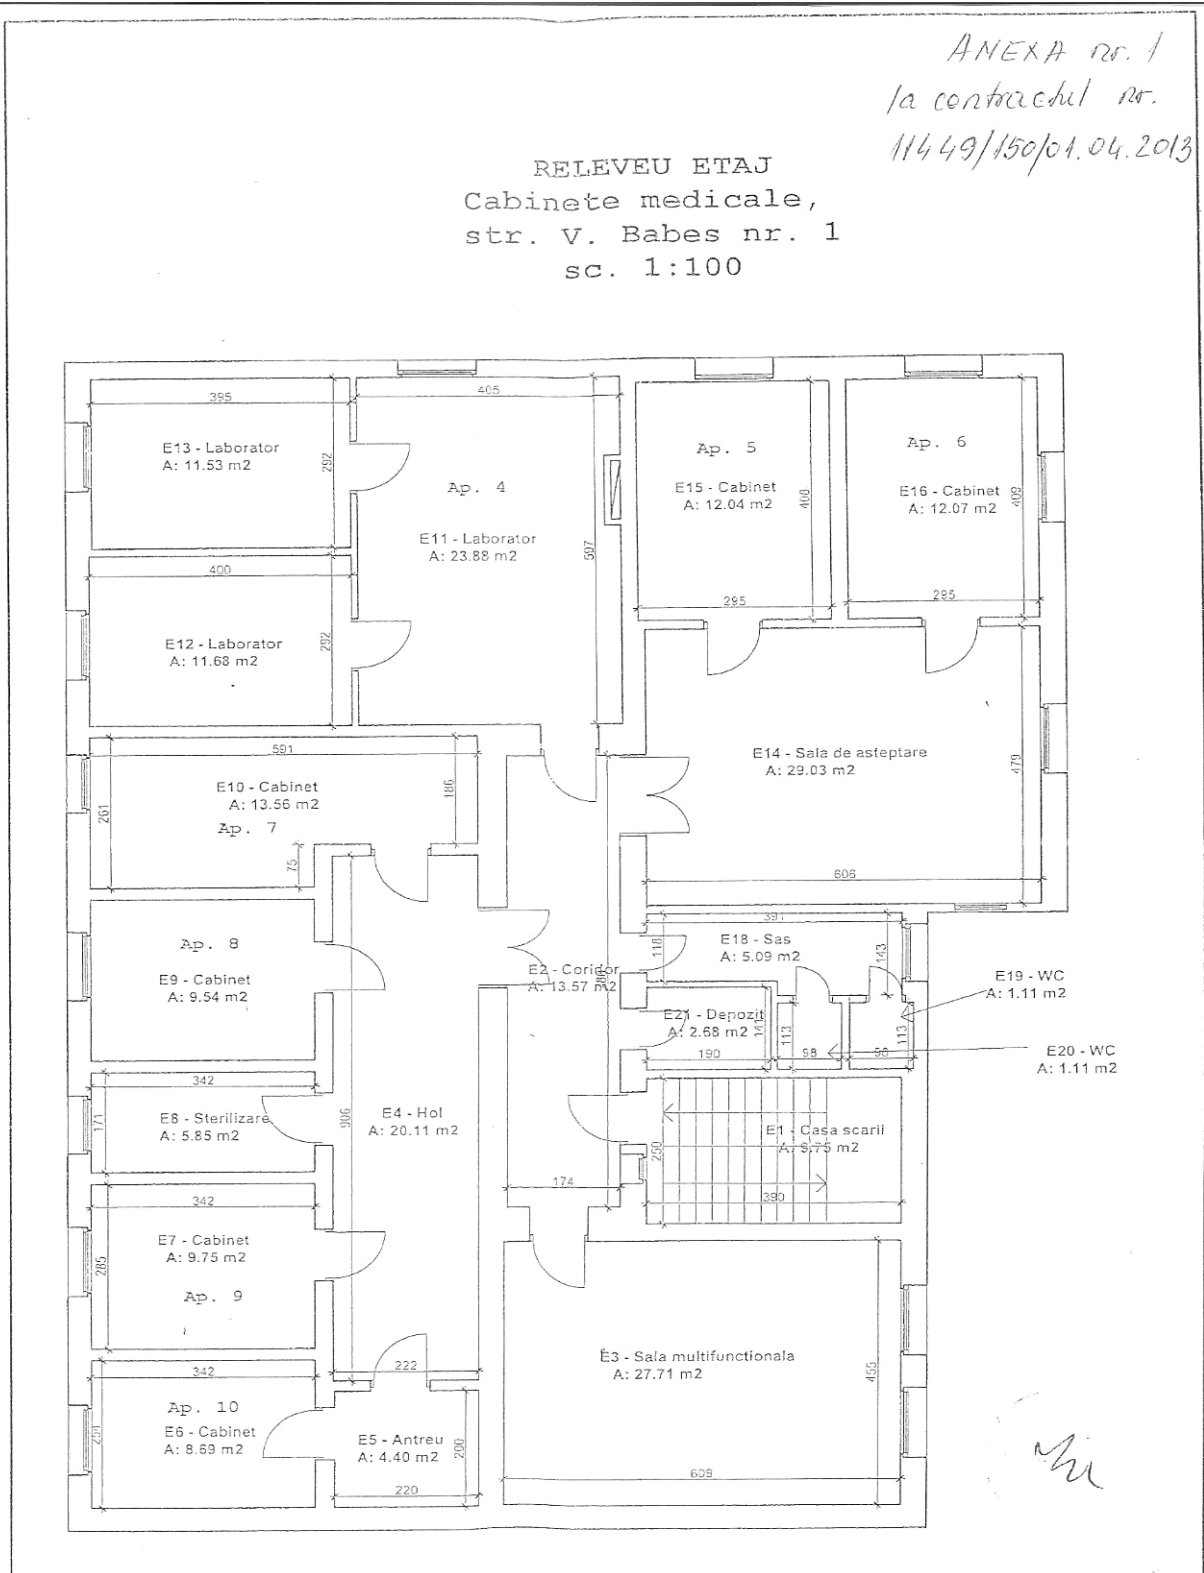 ANEXA nr. 1
la contractul nr.
11449/150/01.04.2013
RELEVEU ETAJ
Cabinete medicale,
str. V. Babes nr. 1
sc. 1:100
395
E13 - Laborator
A: 11.53 m2
292
405
Ap. 4
E11 - Laborator
A: 23.88 m2
597
Ap. 5
E15 - Cabinet
A: 12.04 m2
408
295
Ap. 6
E16 - Cabinet
A: 12.07 m2
409
295
400
E12 - Laborator
A: 11.68 m2
292
591
E10 - Cabinet
A: 13.56 m2
Ap. 7
261
186
75
E14 - Sala de asteptare
A: 29.03 m2
479
606
Ap. 8
E9 - Cabinet
A: 9.54 m2
E2 - Coridor
A: 13.57 m2
174
391
E18 - Sas
A: 5.09 m2
118
143
E19 - WC
A: 1.11 m2
E21 - Depozit
A: 2.68 m2
141
190
113
98
113
98
E20 - WC
A: 1.11 m2
342
E8 - Sterilizare
A: 5.85 m2
171
E4 - Hol
A: 20.11 m2
906
222
E1 - Casa scarii
A: 9.75 m2
250
390
342
E7 - Cabinet
A: 9.75 m2
285
Ap. 9
342
Ap. 10
E6 - Cabinet
A: 8.69 m2
E5 - Antreu
A: 4.40 m2
200
220
E3 - Sala multifunctionala
A: 27.71 m2
455
609